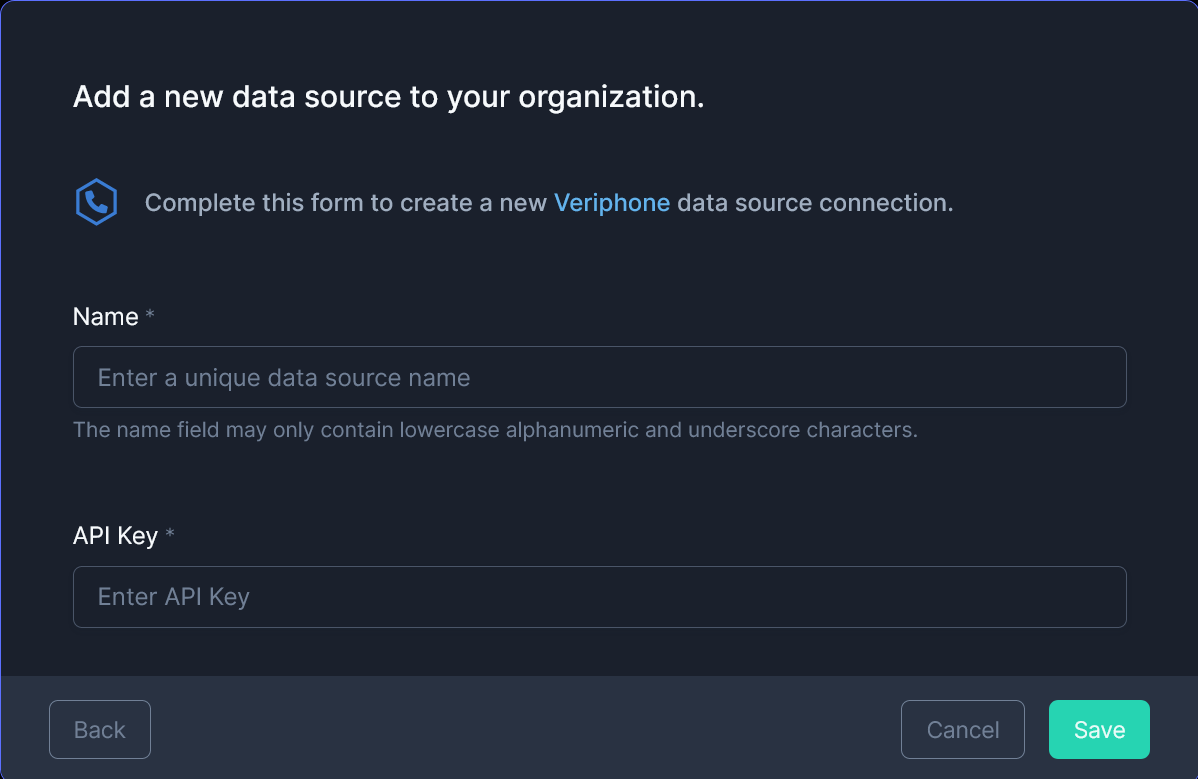 Add a new data source to your organization.
Complete this form to create a new Veriphone data source connection.
Name *
Enter a unique data source name
The name field may only contain lowercase alphanumeric and underscore characters.
API Key *
Enter API Key
Back
Cancel
Save